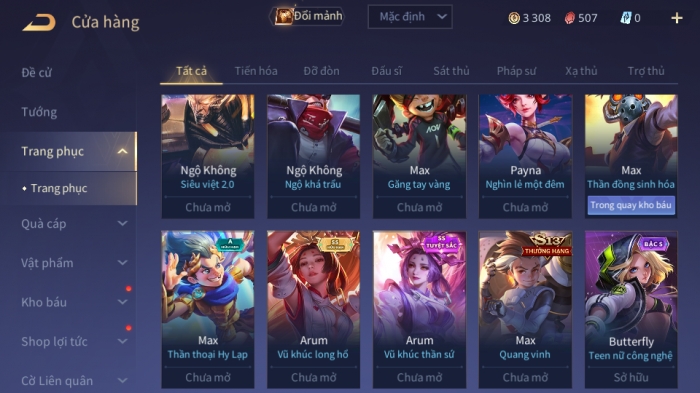 Cửa hàng
Đổi mảnh
Mặc định
3 308
507
0
Đề cử
Tướng
Trang phục
Trang phục
Quà cáp
Vật phẩm
Kho báu
Shop lợi tức
Cờ Liên quân
Tất cả Tiến hóa Đỡ đòn Đấu sĩ Sát thủ Pháp sư Xạ thủ Trợ thủ
AOV
Ngộ Không
Siêu việt 2.0
Chưa mở
Ngộ Không
Ngộ khá trẩu
Chưa mở
Max
Găng tay vàng
Chưa mở
Payna
Nghìn lẻ một đêm
Chưa mở
Max
Thần đồng sinh hóa
Trong quay kho báu
A
Max
Thần thoại Hy Lạp
Chưa mở
SS
Arum
Vũ khúc long hổ
Chưa mở
SS
TUYỆT SẮC
Arum
Vũ khúc thần sứ
Chưa mở
S13
THƯỞNG HẠNG
Max
Quang vinh
Chưa mở
BẬC S
Butterfly
Teen nữ công nghệ
Sở hữu